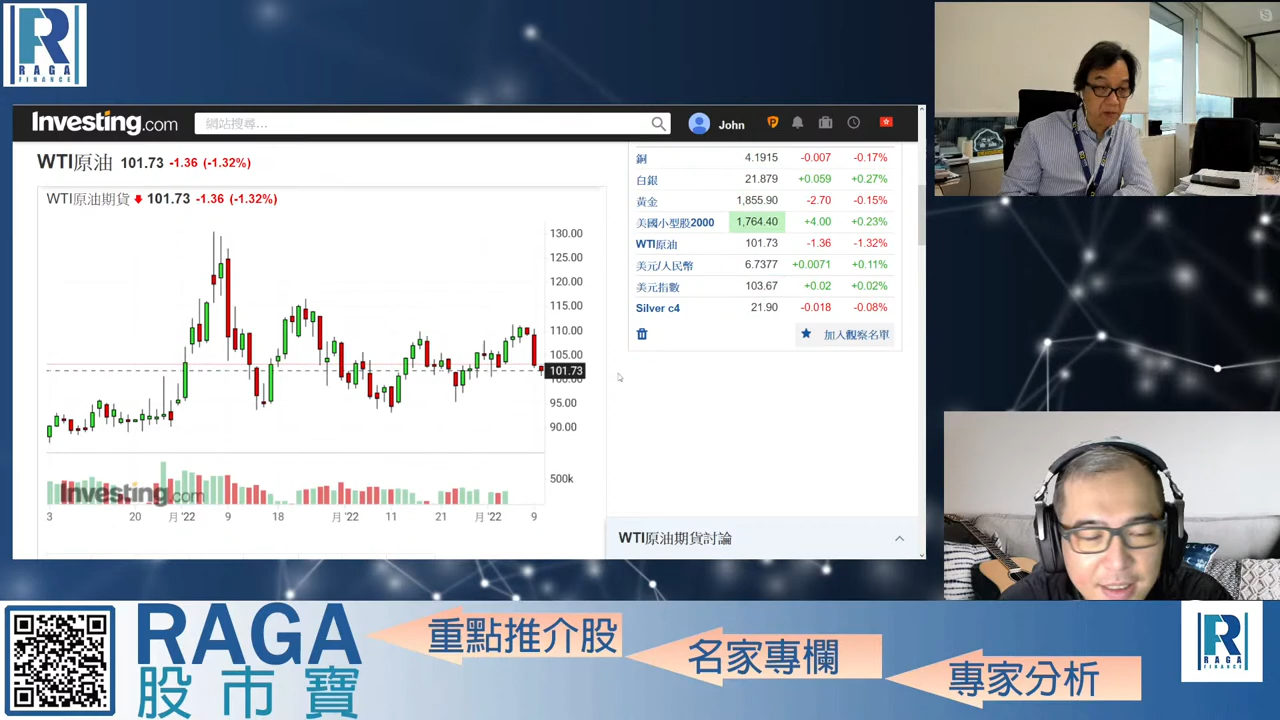 R
RAGA
FINANCE
Investing.com
網站搜尋...
John
WTI原油 101.73 -1.36 (-1.32%)
WTI原油期貨 101.73 -1.36 (-1.32%)
130.00
125.00
120.00
115.00
110.00
105.00
101.73
100.00
95.00
90.00
500k
Investing.com
3 20 月 '22 9 18 月 '22 11 21 月 '22 9
銅 4.1915 -0.007 -0.17%
白銀 21.879 +0.059 +0.27%
黃金 1,855.90 -2.70 -0.15%
美國小型股2000 1,764.40 +4.00 +0.23%
WTI原油 101.73 -1.36 -1.32%
美元/人民幣 6.7377 +0.0071 +0.11%
美元指數 103.67 +0.02 +0.02%
Silver c4 21.90 -0.018 -0.08%
加入觀察名單
WTI原油期貨討論
RAGA
股市寶
重點推介股
名家專欄
專家分析
R
RAGA
FINANCE